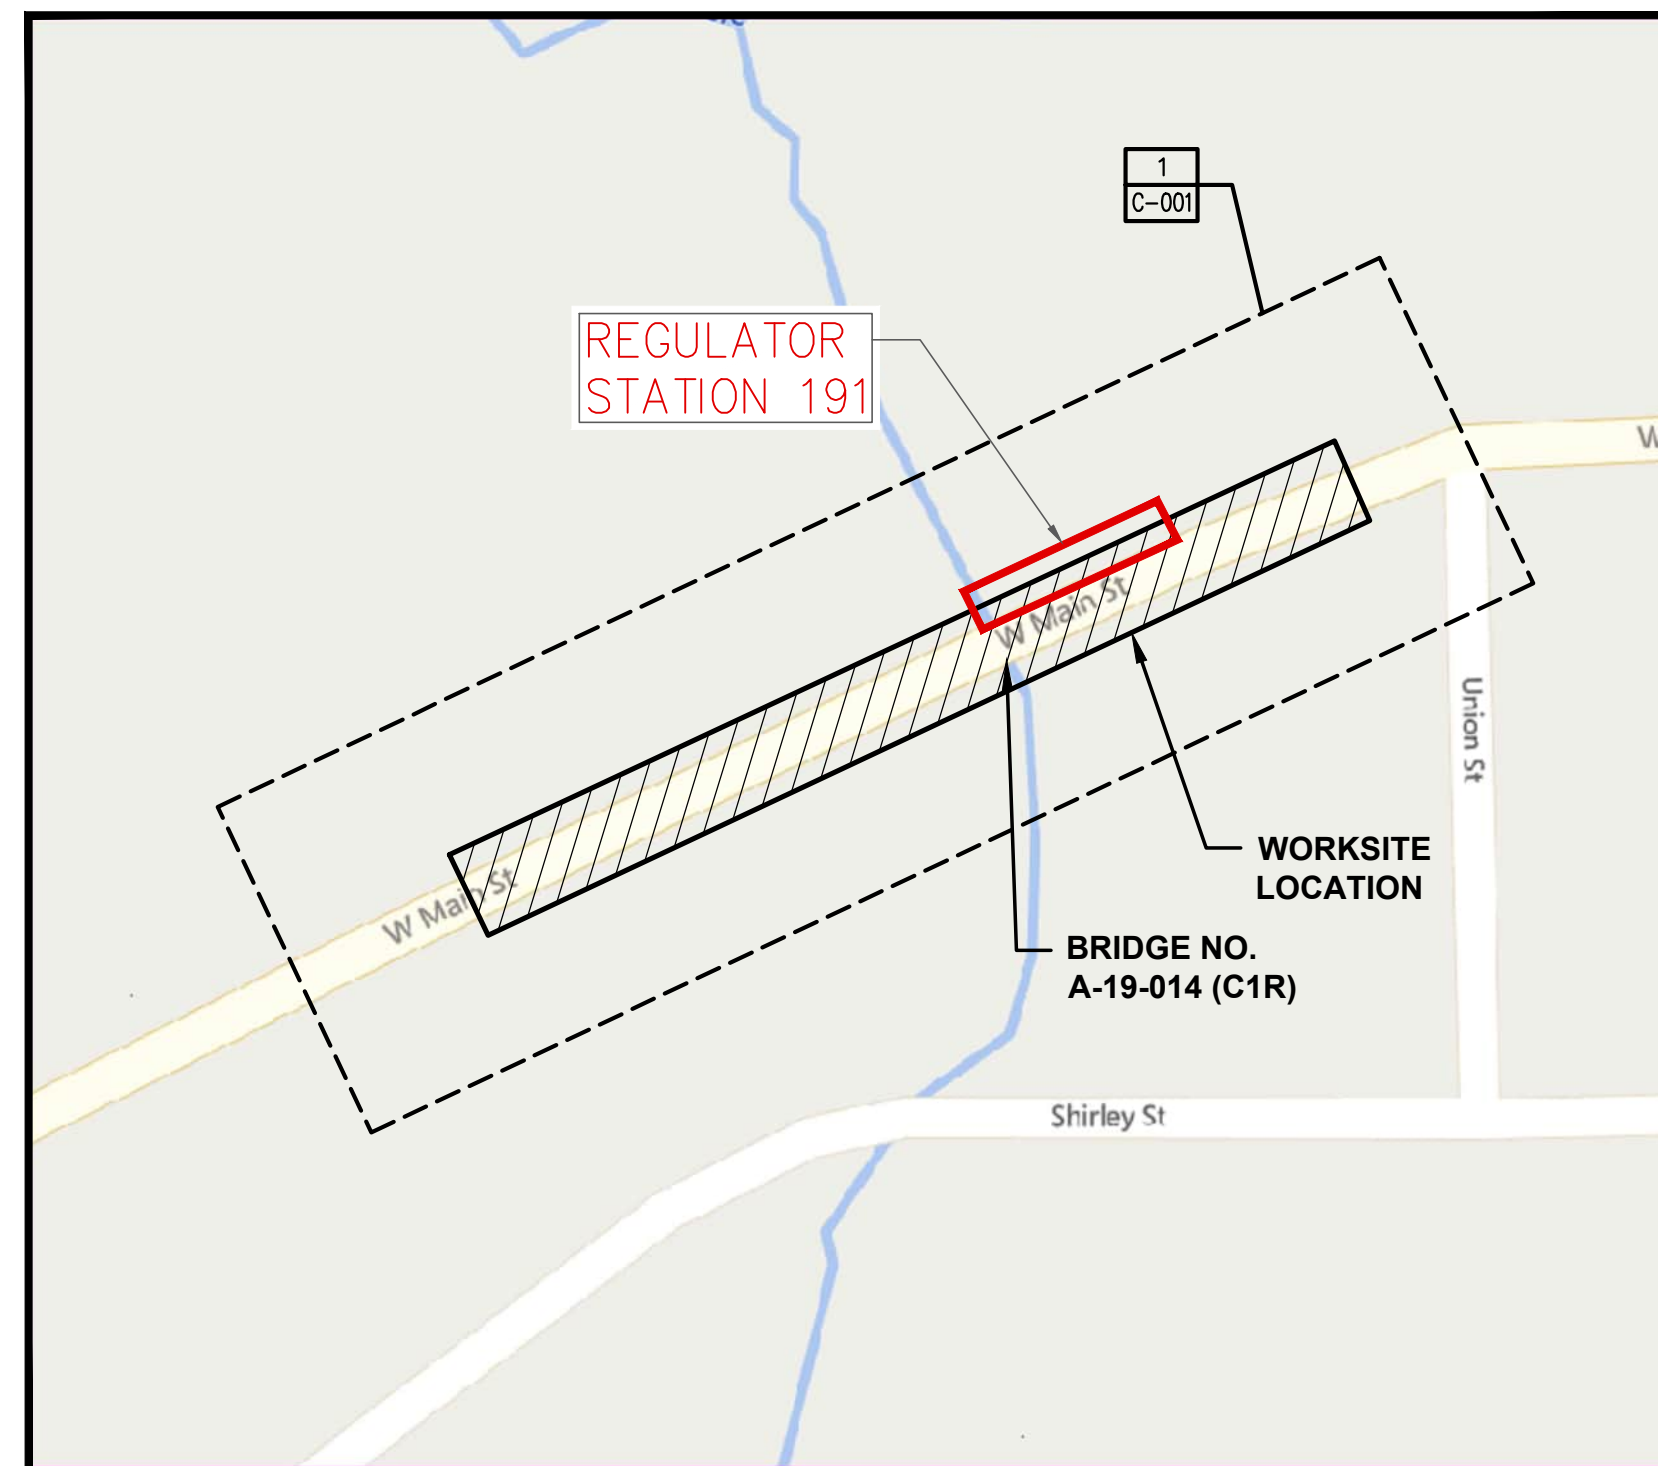 1
C-001
REGULATOR
STATION 191
W
W Main St
Union St
WORKSITE
LOCATION
W Main St
BRIDGE NO.
A-19-014 (C1R)
Shirley St